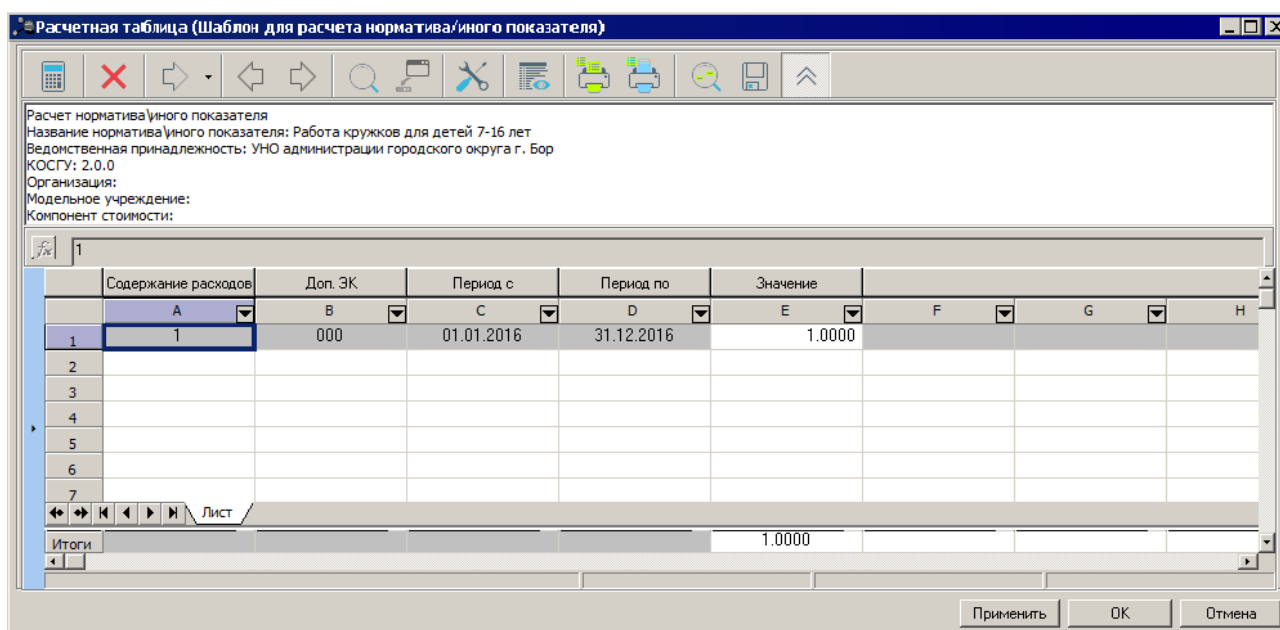 Расчетная таблица (Шаблон для расчета норматива/иного показателя)
Расчет норматива\иного показателя
Название норматива\иного показателя: Работа кружков для детей 7-16 лет
Ведомственная принадлежность: УНО администрации городского округа г. Бор
КОСГУ: 2.0.0
Организация:
Модельное учреждение:
Компонент стоимости:
fx 1
Содержание расходов Доп. ЭК Период с Период по Значение
A B C D E F G H
1 1 000 01.01.2016 31.12.2016 1.0000
2
3
4
5
6
7
Лист
Итоги 1.0000
Применить OK Отмена